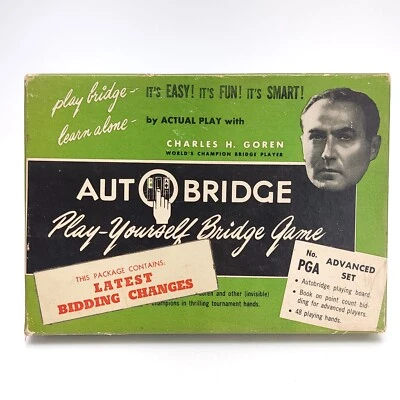 play bridge-
learn alone-
IT'S EASY! IT'S FUN! IT'S SMART!
by ACTUAL PLAY with
CHARLES H. GOREN
WORLD'S CHAMPION BRIDGE PLAYER
AUTOBRIDGE
Play-Yourself Bridge Game
THIS PACKAGE CONTAINS:
LATEST
BIDDING CHANGES
and other (invisible)
champions in thrilling tournament hands.
No.
PGA
ADVANCED
SET
• Autobridge playing board.
• Book on point count bid-
ding for advanced players.
• 48 playing hands.